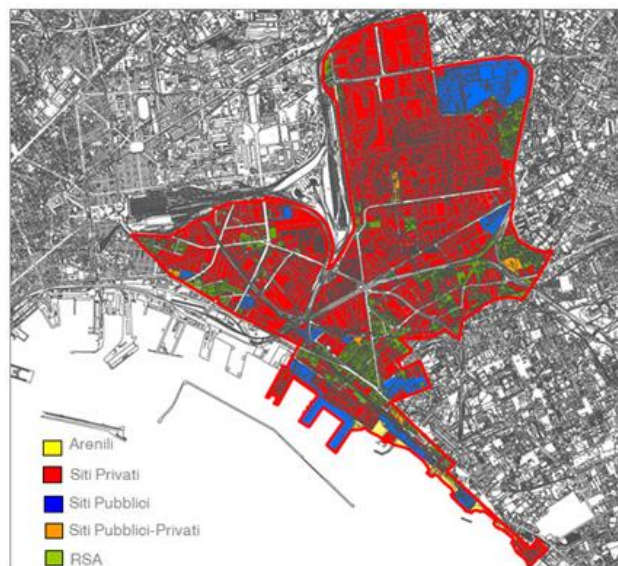 Arenili
Siti Privati
Siti Pubblici
Siti Pubblici-Privati
RSA